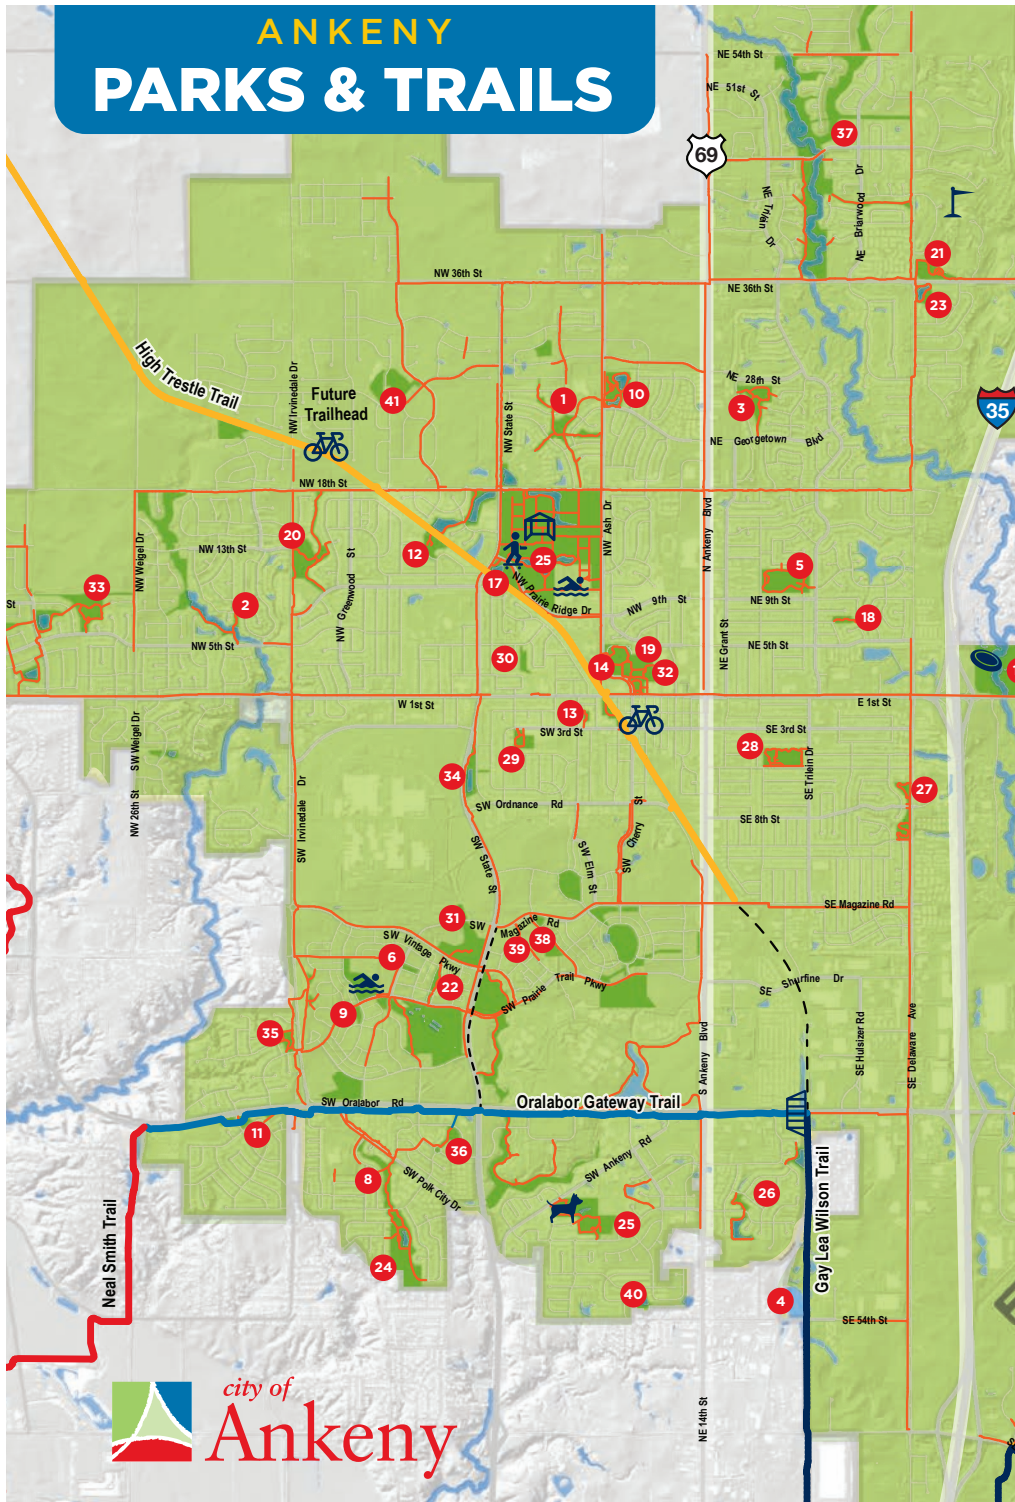 ANKENY
PARKS & TRAILS
NE 54th St
NE 51st St
37
69
NE Trilein Dr
NE Briarwood Dr
21
NW 36th St
NE 36th St
23
High Trestle Trail
NW Irvinedale Dr
Future
Trailhead
41
NW State St
1
10
NE 28th St
3
35
NE Georgetown Blvd
NW 18th St
NW Ash Dr
N Ankeny Blvd
20
NW 13th St
NW Weigel Dr
NW Greenwood St
12
25
17
NW Prairie Ridge Dr
5
33
St
2
NW 9th St
NE 9th St
18
NW 5th St
NE Grant St
NE 5th St
30
14
19
32
W 1st St
E 1st St
13
SW Weigel Dr
SW 3rd St
SE 3rd St
28
29
SE Trilein Dr
34
27
NW 26th St
SW Irvinedale Dr
SW Ordnance Rd
SW Cherry St
SE 8th St
SW State St
SW Elm St
SE Magazine Rd
31
SW Magazine Rd
38
39
SW Vintage Pkwy
6
22
SW Prairie Trail Pkwy
SE Shurfine Dr
9
35
S Ankeny Blvd
SE Hulsizer Rd
SE Delaware Ave
SW Oralabor Rd
Oralabor Gateway Trail
11
36
SW Ankeny Rd
8
SW Polk City Dr
26
Neal Smith Trail
Gay Lea Wilson Trail
25
24
40
4
SE 54th St
NE 14th St
city of
Ankeny